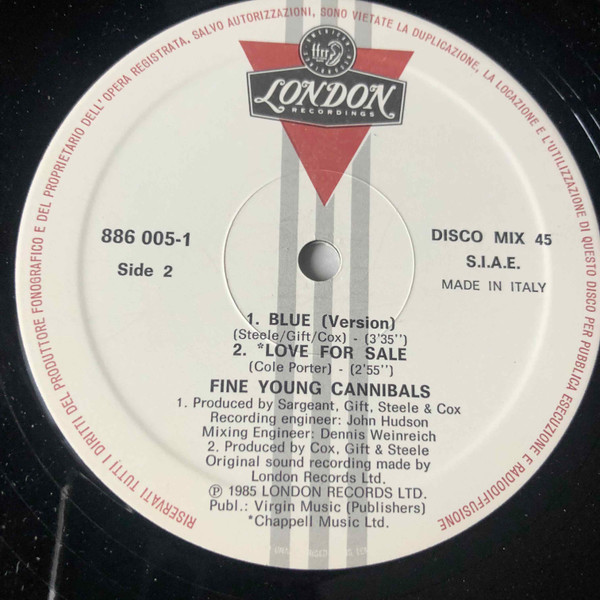 RISERVATI TUTTI I DIRITTI DEL PRODUTTORE FONOGRAFICO E DEL PROPRIETARIO DELL'OPERA REGISTRATA. SALVO AUTORIZZAZIONI, SONO VIETATE LA DUPLICAZIONE, LA LOCAZIONE E L'UTILIZZAZIONE DI QUESTO DISCO PER PUBBLICA ESECUZIONE E RADIODIFFUSIONE
ffrr
LONDON
RECORDINGS
886 005-1
Side 2
DISCO MIX 45
S.I.A.E.
MADE IN ITALY
1. BLUE (Version)
(Steele/Gift/Cox) - (3'35")
2. *LOVE FOR SALE
(Cole Porter) - (2'55")
FINE YOUNG CANNIBALS
1. Produced by Sargeant, Gift, Steele & Cox
Recording engineer: John Hudson
Mixing Engineer: Dennis Weinreich
2. Produced by Cox, Gift & Steele
Original sound recording made by
London Records Ltd.
Ⓟ 1985 LONDON RECORDS LTD.
Publ.: Virgin Music (Publishers)
*Chappell Music Ltd.